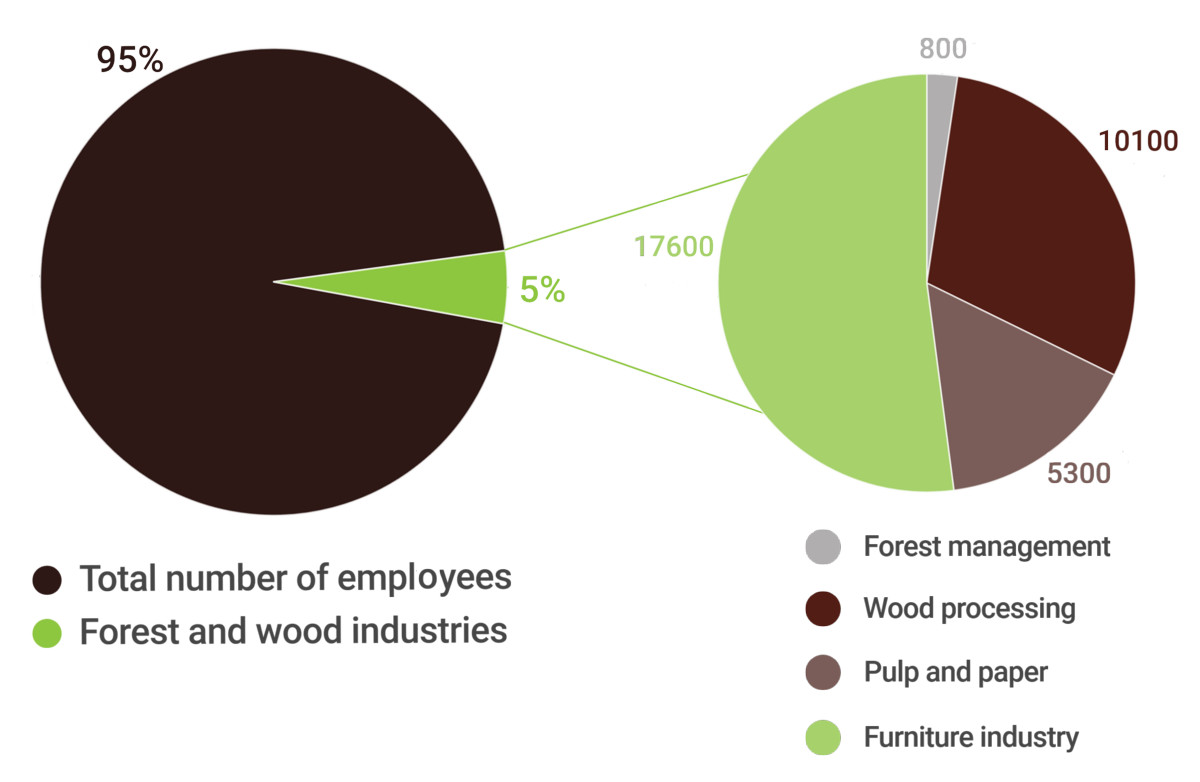 95%
5%
Total number of employees
Forest and wood industries
800
10100
17600
5300
Forest management
Wood processing
Pulp and paper
Furniture industry